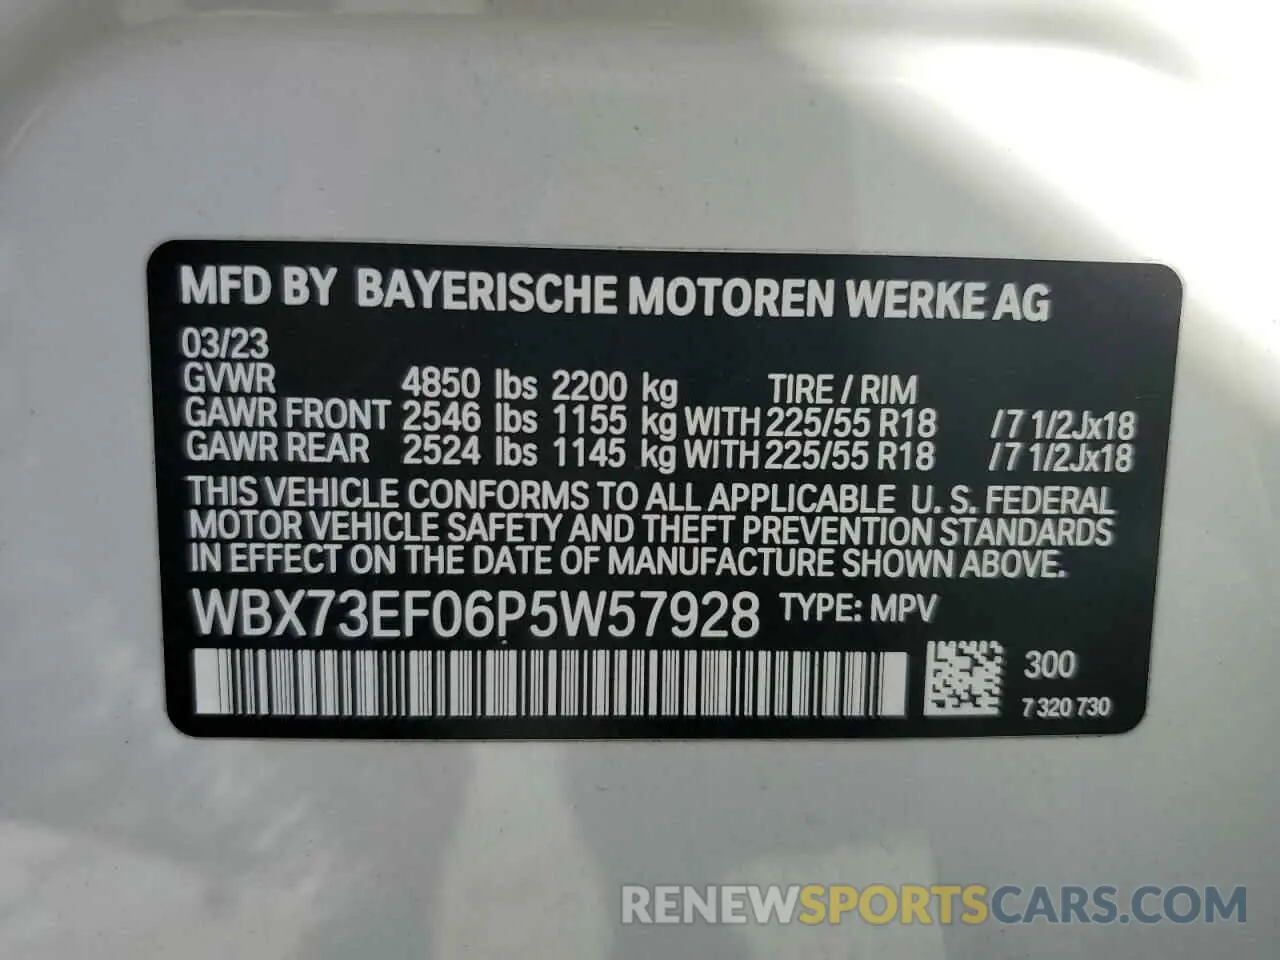 MFD BY BAYERISCHE MOTOREN WERKE AG
03/23
GVWR 4850 lbs 2200 kg TIRE / RIM
GAWR FRONT 2546 lbs 1155 kg WITH 225/55 R18 /7 1/2Jx18
GAWR REAR 2524 lbs 1145 kg WITH 225/55 R18 /7 1/2Jx18
THIS VEHICLE CONFORMS TO ALL APPLICABLE U. S. FEDERAL
MOTOR VEHICLE SAFETY AND THEFT PREVENTION STANDARDS
IN EFFECT ON THE DATE OF MANUFACTURE SHOWN ABOVE.
WBX73EF06P5W57928 TYPE: MPV
300
7 320 730
RENEWSPORTSCARS.COM